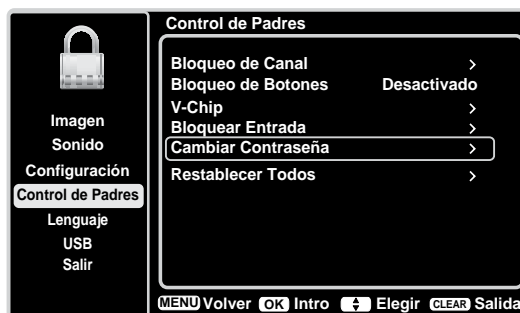 Control de Padres
Bloqueo de Canal >
Bloqueo de Botones Desactivado
V-Chip >
Bloquear Entrada >
Cambiar Contraseña >
Restablecer Todos >
Imagen
Sonido
Configuración
Control de Padres
Lenguaje
USB
Salir
MENU Volver OK Intro Elegir CLEAR Salida